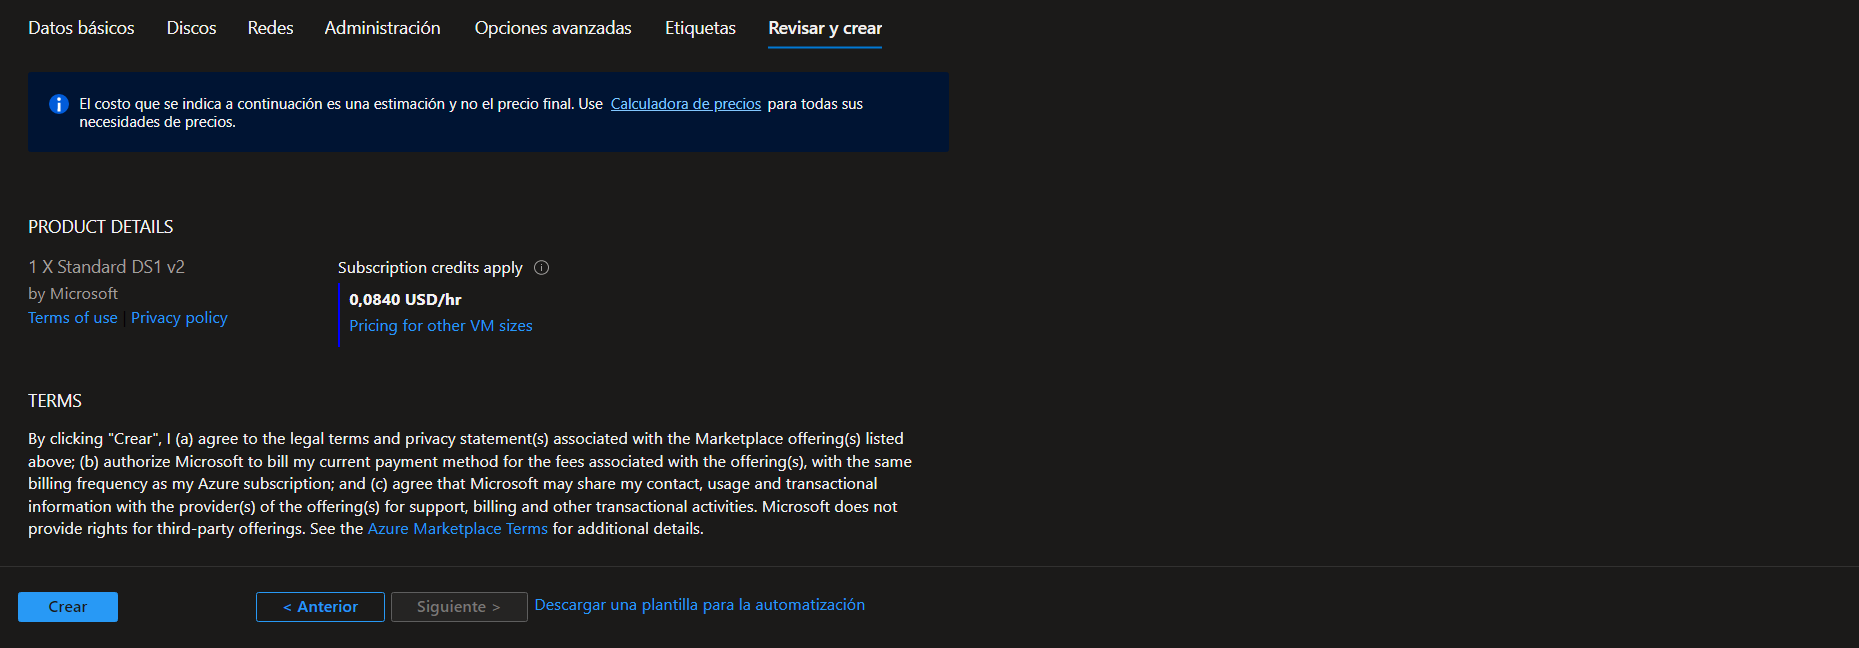 Datos básicos Discos Redes Administración Opciones avanzadas Etiquetas Revisar y crear
El costo que se indica a continuación es una estimación y no el precio final. Use Calculadora de precios para todas sus
necesidades de precios.
PRODUCT DETAILS
1 X Standard DS1 v2
by Microsoft
Terms of use | Privacy policy
Subscription credits apply
0,0840 USD/hr
Pricing for other VM sizes
TERMS
By clicking "Crear", I (a) agree to the legal terms and privacy statement(s) associated with the Marketplace offering(s) listed
above; (b) authorize Microsoft to bill my current payment method for the fees associated with the offering(s), with the same
billing frequency as my Azure subscription; and (c) agree that Microsoft may share my contact, usage and transactional
information with the provider(s) of the offering(s) for support, billing and other transactional activities. Microsoft does not
provide rights for third-party offerings. See the Azure Marketplace Terms for additional details.
Crear < Anterior Siguiente > Descargar una plantilla para la automatización